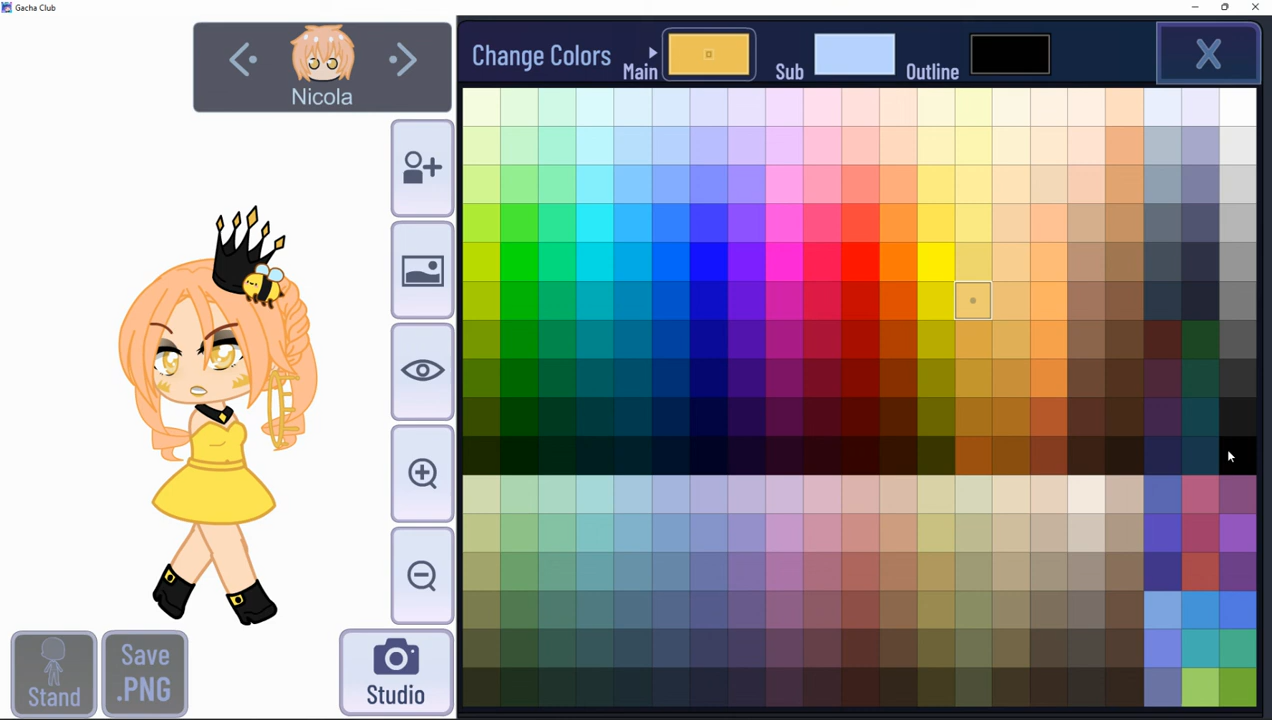 Gacha Club
Nicola
Change Colors
Main
Sub
Outline
X
Stand
Save
.PNG
Studio